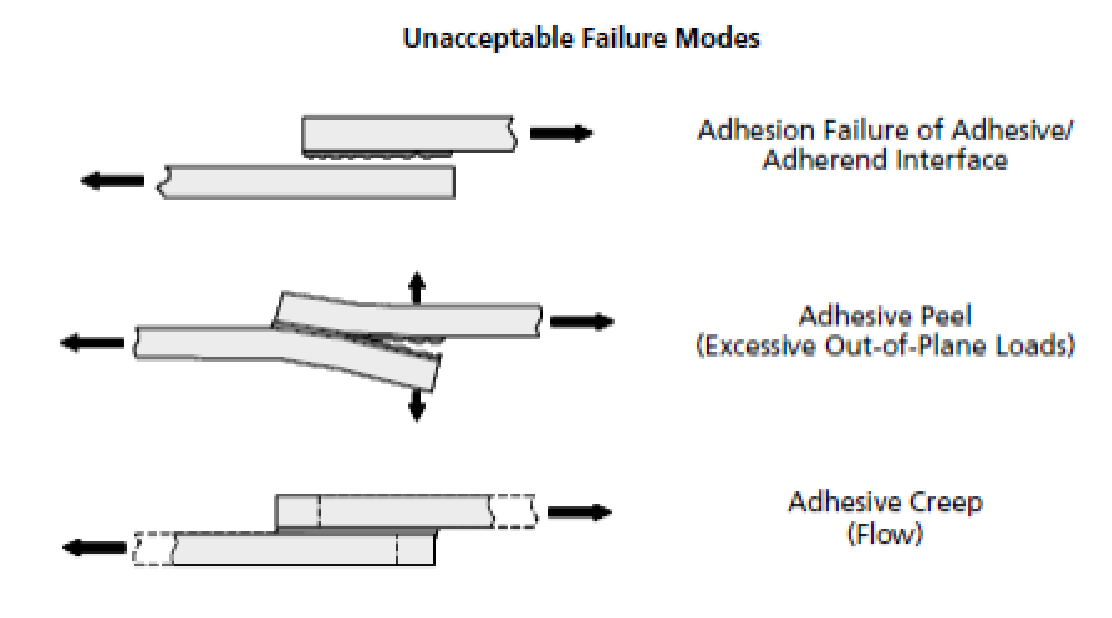 Unacceptable Failure Modes
Adhesion Failure of Adhesive/
Adherend Interface
Adhesive Peel
(Excessive Out-of-Plane Loads)
Adhesive Creep
(Flow)